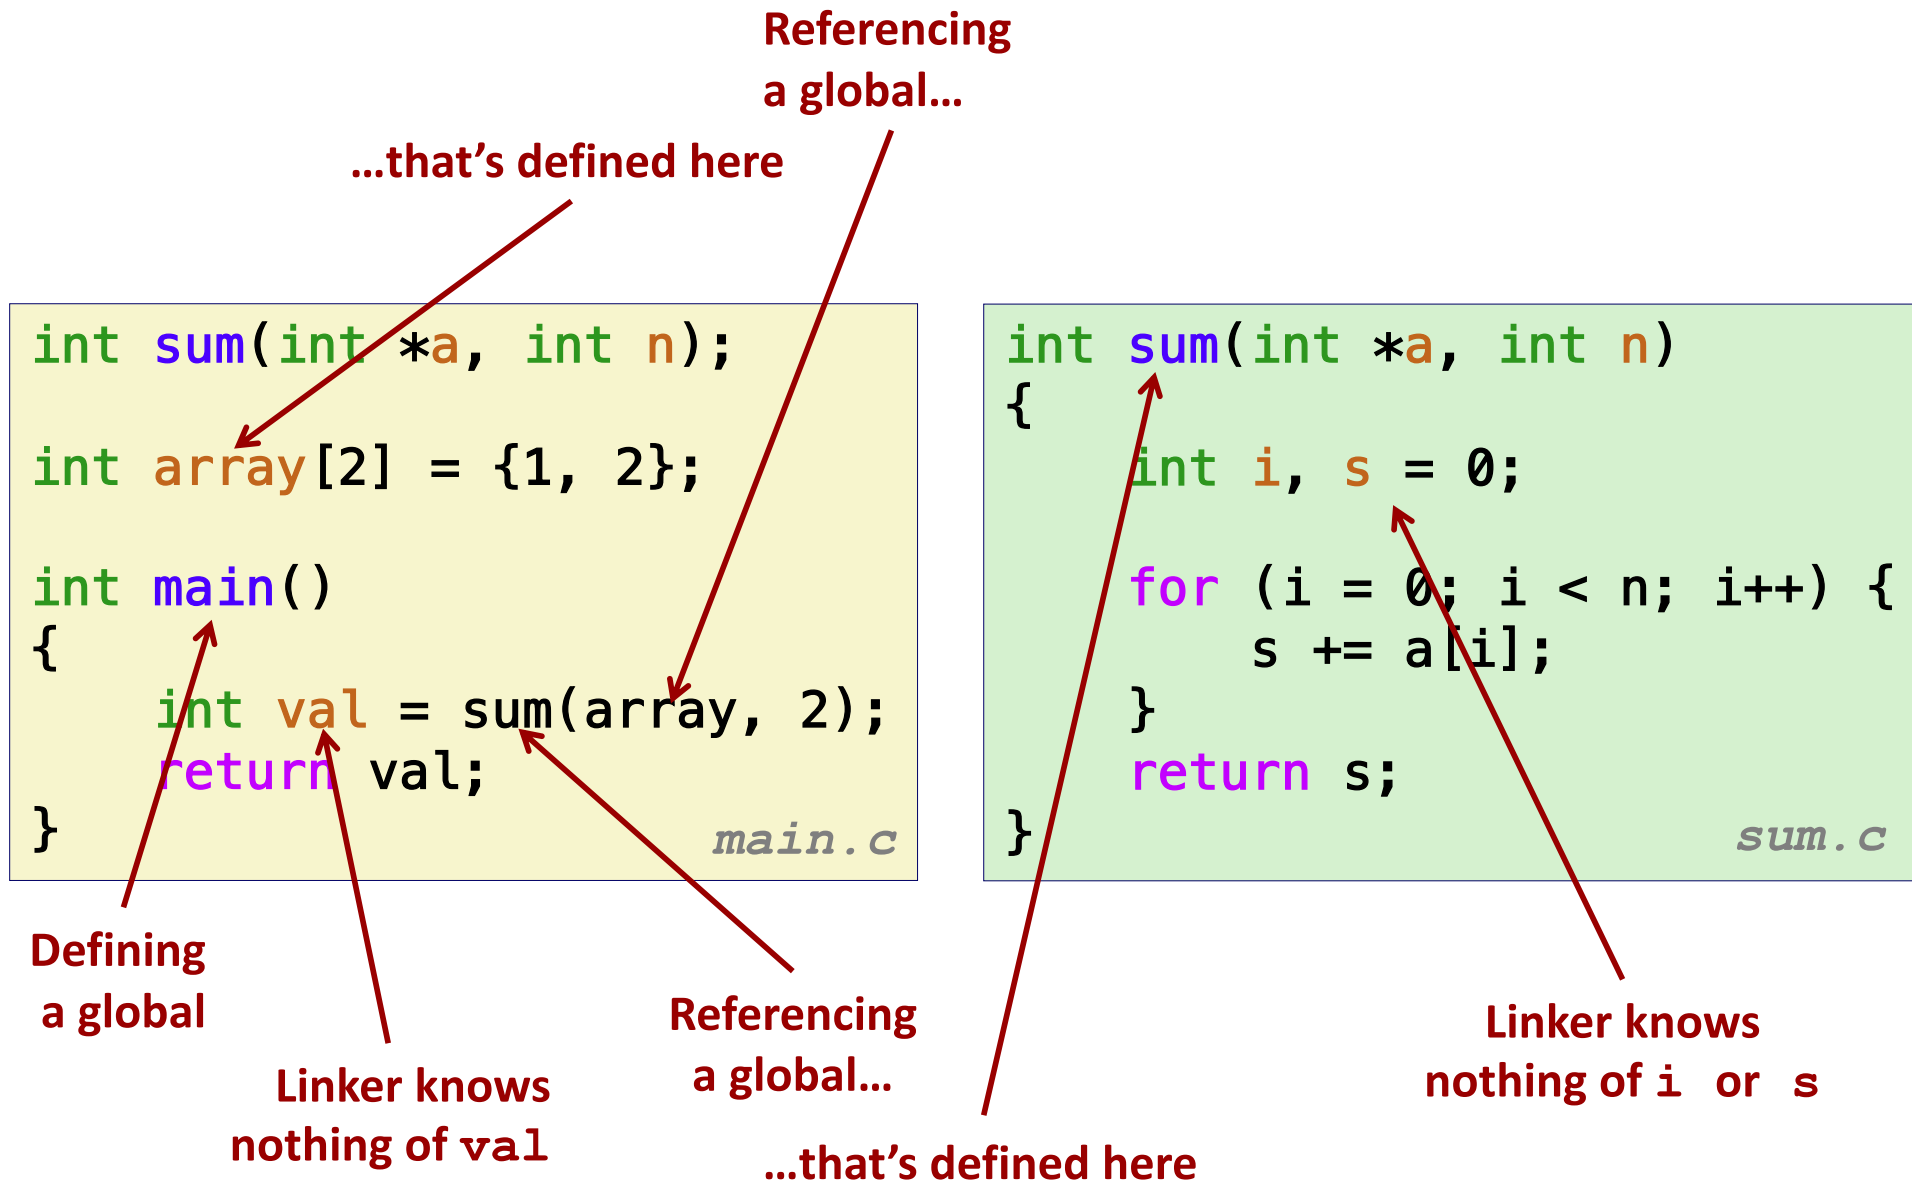 Referencing
a global…
…that’s defined here
int sum(int *a, int n);
int array[2] = {1, 2};
int main()
{
    int val = sum(array, 2);
    return val;
}
main.c
int sum(int *a, int n)
{
    int i, s = 0;
    for (i = 0; i < n; i++) {
        s += a[i];
    }
    return s;
}
sum.c
Defining
a global
Linker knows
nothing of val
Referencing
a global…
…that’s defined here
Linker knows
nothing of i or s